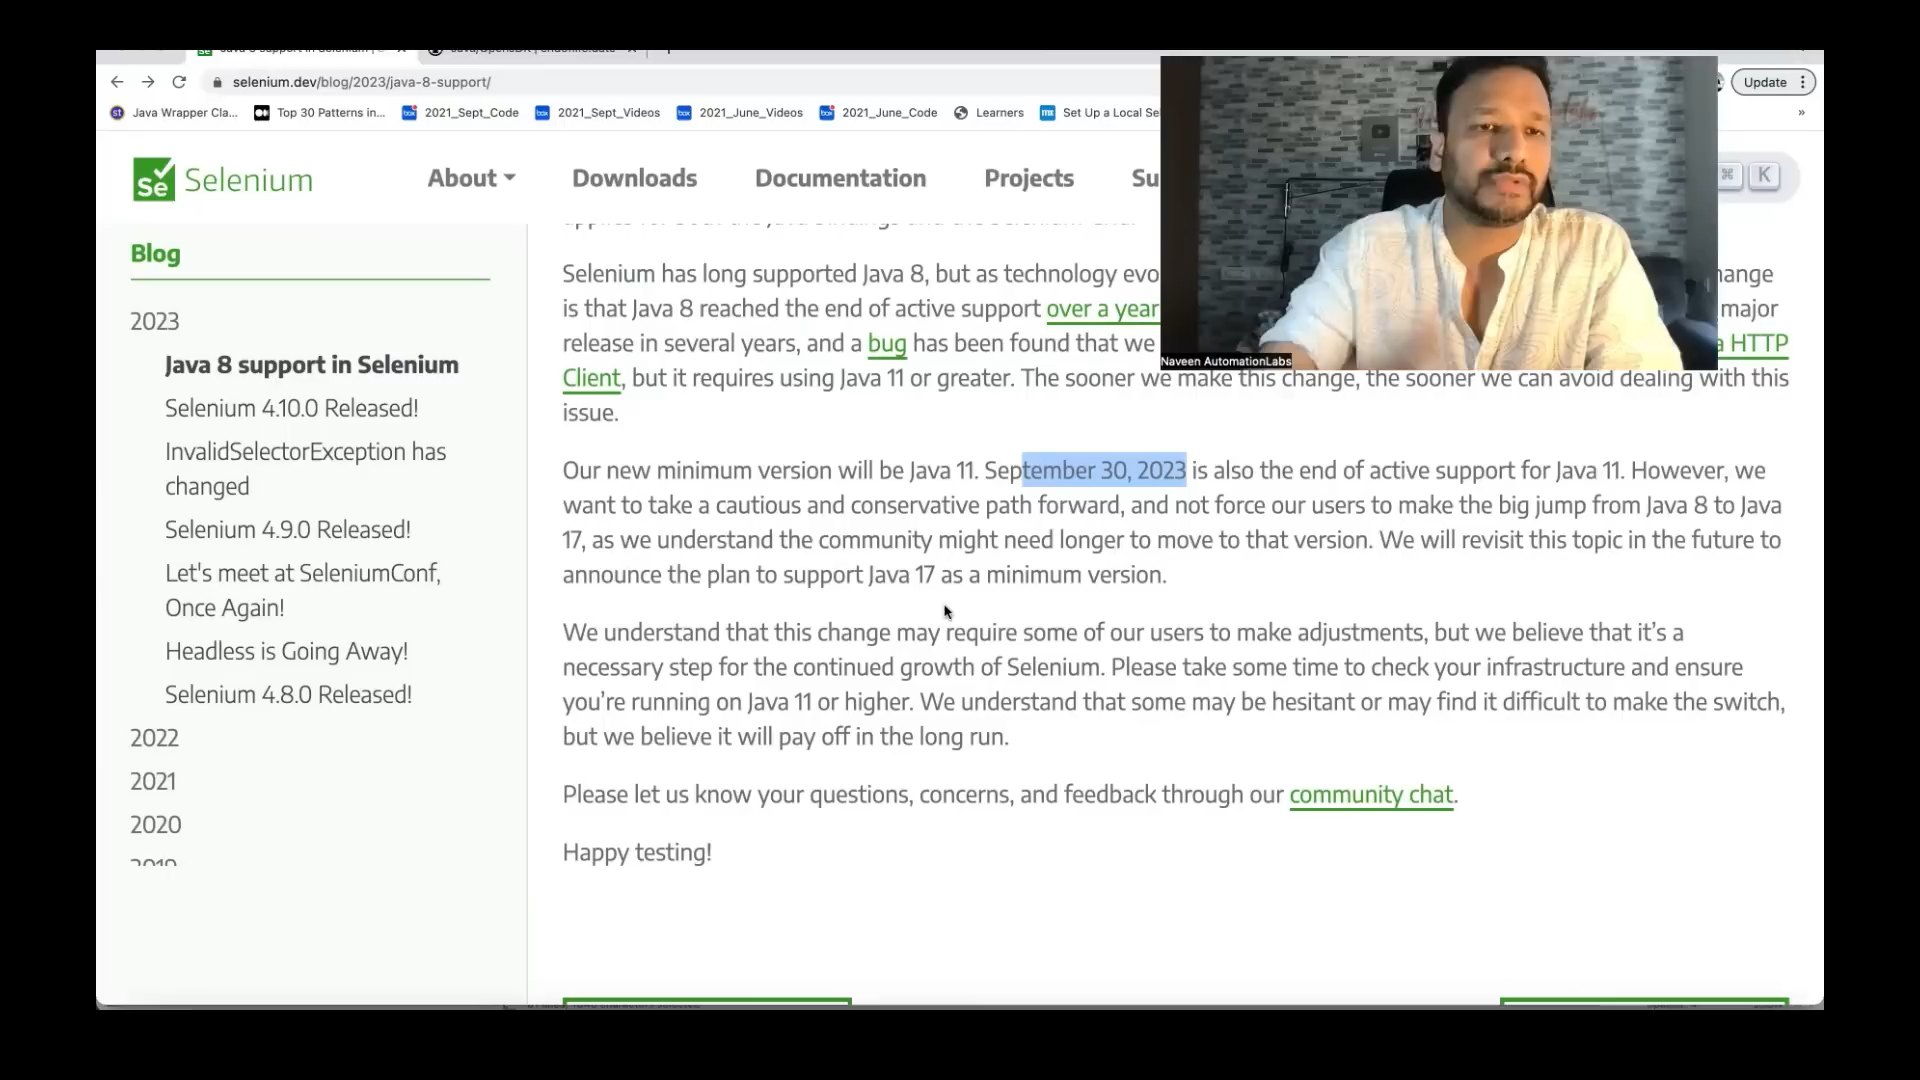 selenium.dev/blog/2023/java-8-support/
Update
Java Wrapper Cla...
Top 30 Patterns in...
2021_Sept_Code
2021_Sept_Videos
2021_June_Videos
2021_June_Code
Learners
Set Up a Local Se
»
Se Selenium
About
Downloads
Documentation
Projects
Su
⌘ K
Blog
2023
Java 8 support in Selenium
Selenium 4.10.0 Released!
InvalidSelectorException has
changed
Selenium 4.9.0 Released!
Let's meet at SeleniumConf,
Once Again!
Headless is Going Away!
Selenium 4.8.0 Released!
2022
2021
2020
Selenium has long supported Java 8, but as technology evo hange
is that Java 8 reached the end of active support over a year major
release in several years, and a bug has been found that we a HTTP
Client, but it requires using Java 11 or greater. The sooner we make this change, the sooner we can avoid dealing with this
issue.
Our new minimum version will be Java 11. September 30, 2023 is also the end of active support for Java 11. However, we
want to take a cautious and conservative path forward, and not force our users to make the big jump from Java 8 to Java
17, as we understand the community might need longer to move to that version. We will revisit this topic in the future to
announce the plan to support Java 17 as a minimum version.
We understand that this change may require some of our users to make adjustments, but we believe that it's a
necessary step for the continued growth of Selenium. Please take some time to check your infrastructure and ensure
you're running on Java 11 or higher. We understand that some may be hesitant or may find it difficult to make the switch,
but we believe it will pay off in the long run.
Please let us know your questions, concerns, and feedback through our community chat.
Happy testing!
Naveen AutomationLabs